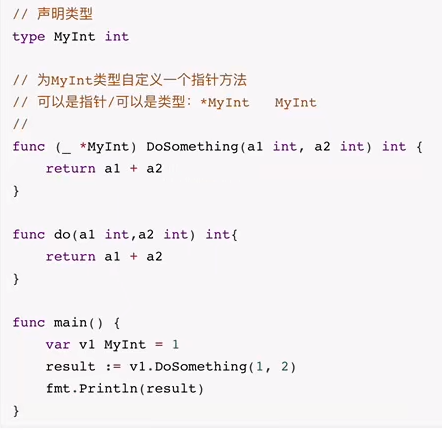 // 声明类型
type MyInt int
// 为MyInt类型自定义一个指针方法
// 可以是指针/可以是类型：*MyInt   MyInt
//
func (_ *MyInt) DoSomething(a1 int, a2 int) int {
    return a1 + a2
}
func do(a1 int,a2 int) int{
    return a1 + a2
}
func main() {
    var v1 MyInt = 1
    result := v1.DoSomething(1, 2)
    fmt.Println(result)
}